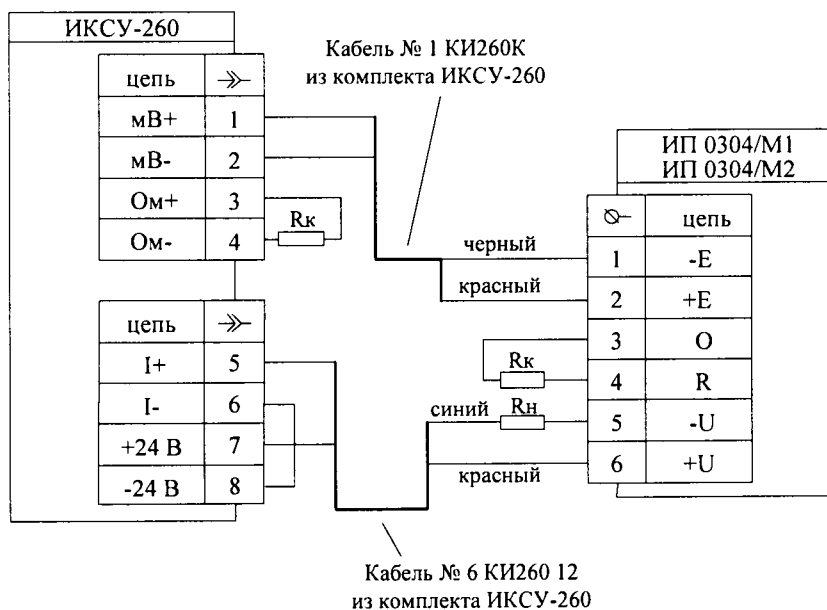 ИКСУ-260
цепь
мВ+ 1
мВ- 2
Ом+ 3
Ом- 4
Rк
цепь
I+ 5
I- 6
+24 В 7
-24 В 8
Кабель № 1 КИ260К
из комплекта ИКСУ-260
черный
красный
Rк
синий Rн
красный
Кабель № 6 КИ260 12
из комплекта ИКСУ-260
ИП 0304/М1
ИП 0304/М2
цепь
1 -E
2 +E
3 O
4 R
5 -U
6 +U